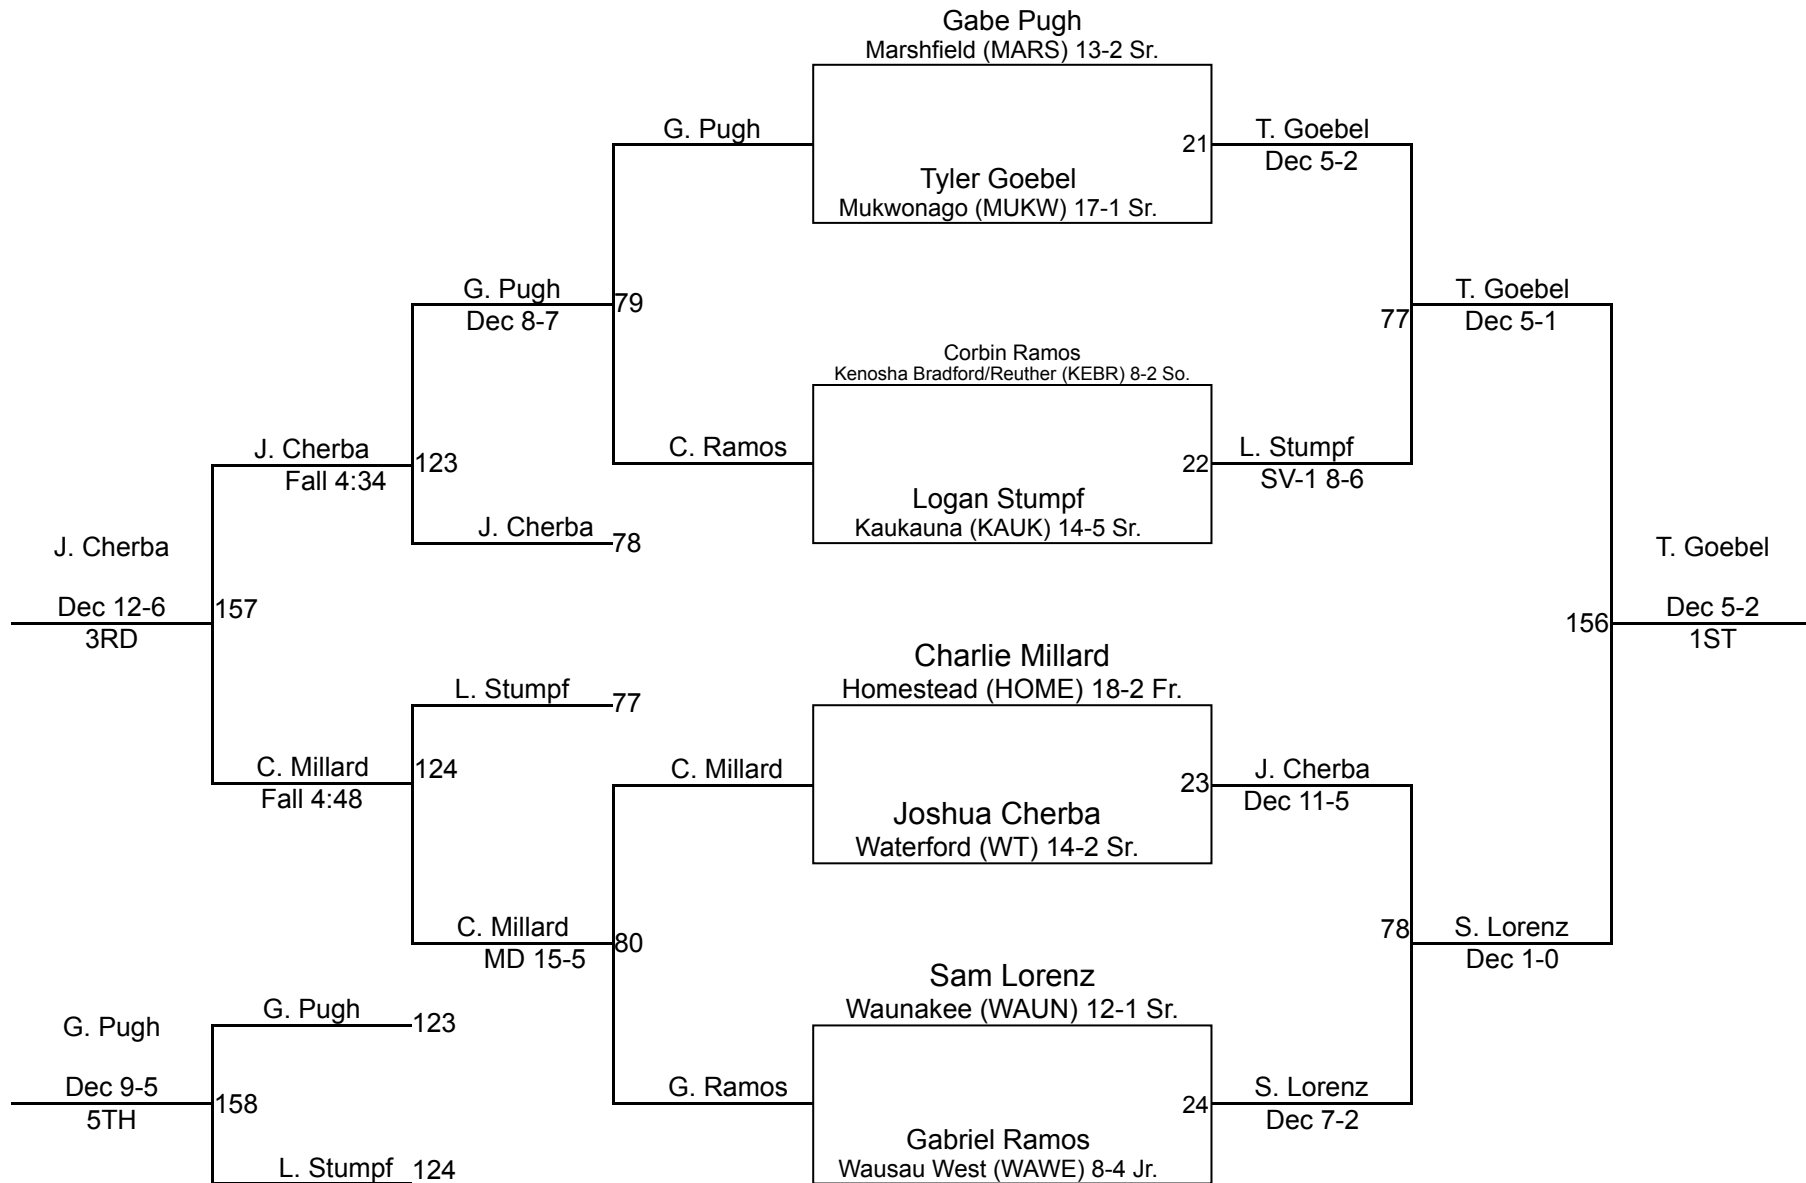 Gabe Pugh
Marshfield (MARS) 13-2 Sr.
G. Pugh
21
T. Goebel
Dec 5-2
Tyler Goebel
Mukwonago (MUKW) 17-1 Sr.
G. Pugh
Dec 8-7
79
77
T. Goebel
Dec 5-1
Corbin Ramos
Kenosha Bradford/Reuther (KEBR) 8-2 So.
J. Cherba
Fall 4:34
123
C. Ramos
22
L. Stumpf
SV-1 8-6
Logan Stumpf
Kaukauna (KAUK) 14-5 Sr.
J. Cherba
78
J. Cherba
Dec 12-6
3RD
157
156
T. Goebel
Dec 5-2
1ST
Charlie Millard
Homestead (HOME) 18-2 Fr.
L. Stumpf
77
C. Millard
Fall 4:48
124
C. Millard
23
J. Cherba
Dec 11-5
Joshua Cherba
Waterford (WT) 14-2 Sr.
C. Millard
MD 15-5
80
78
S. Lorenz
Dec 1-0
Sam Lorenz
Waunakee (WAUN) 12-1 Sr.
G. Pugh
123
G. Pugh
Dec 9-5
5TH
158
G. Ramos
24
S. Lorenz
Dec 7-2
Gabriel Ramos
Wausau West (WAWE) 8-4 Jr.
L. Stumpf
124